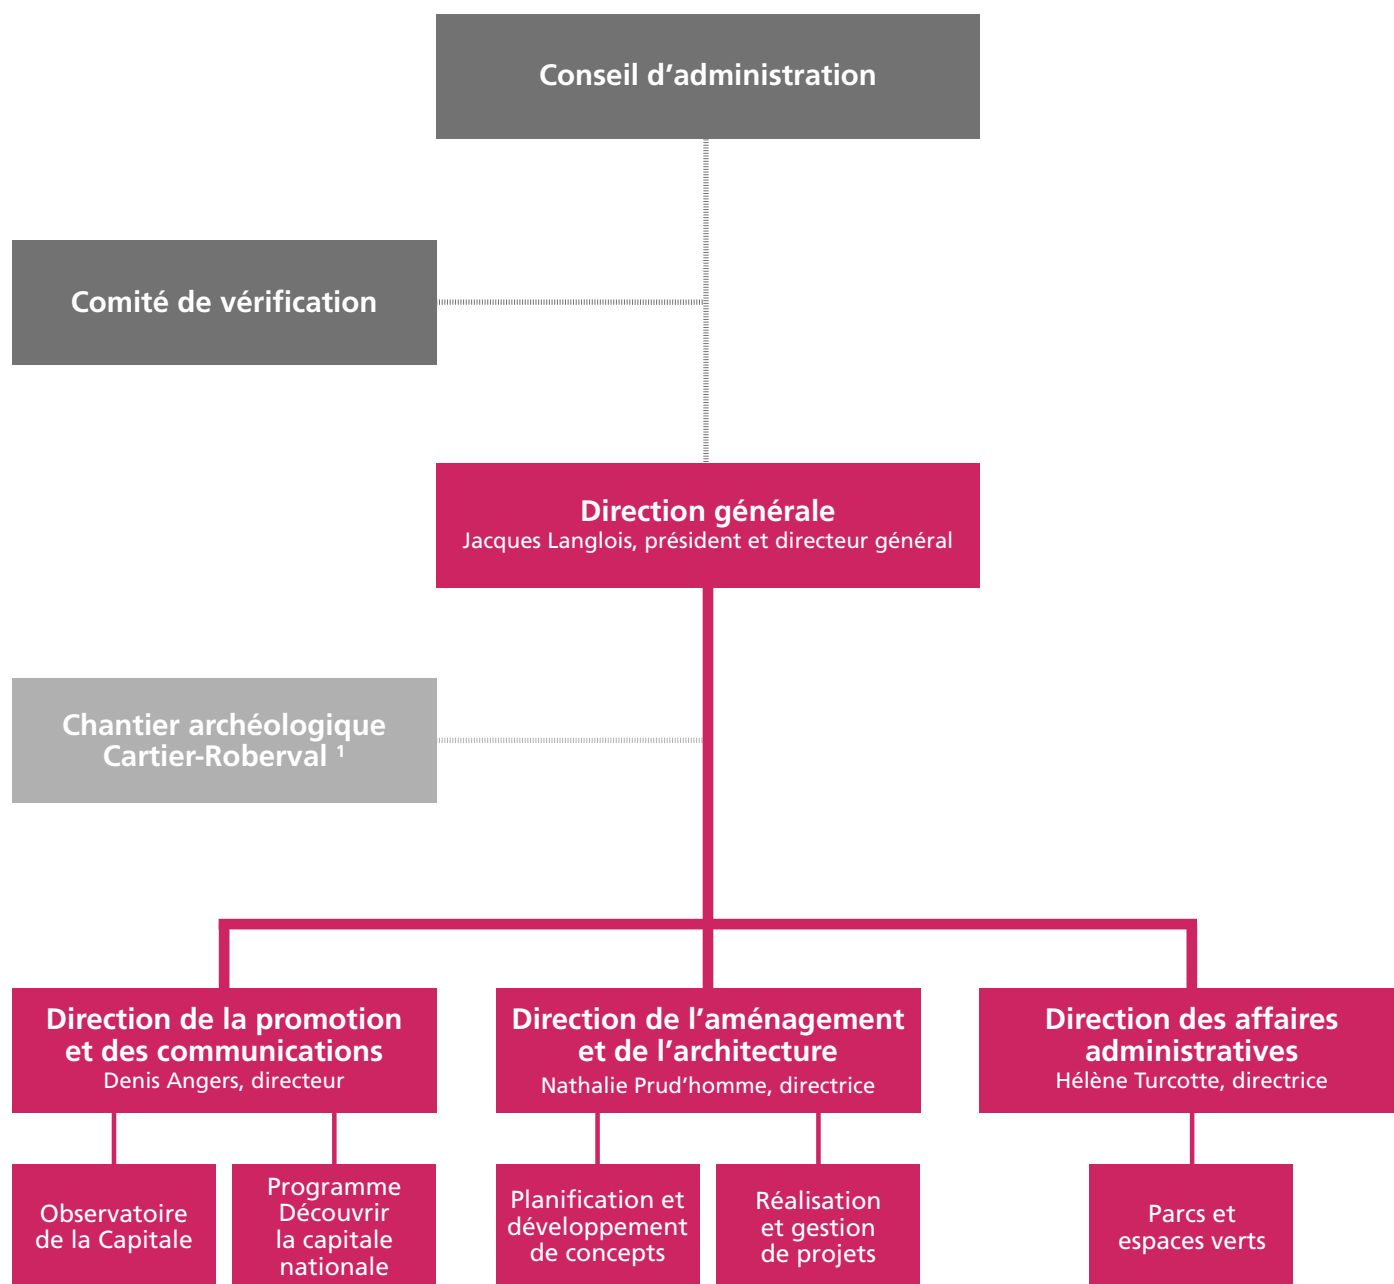 Conseil d'administration
Comité de vérification
Direction générale
Jacques Langlois, président et directeur général
Chantier archéologique
Cartier-Roberval ¹
Direction de la promotion
et des communications
Denis Angers, directeur
Direction de l'aménagement
et de l'architecture
Nathalie Prud'homme, directrice
Direction des affaires
administratives
Hélène Turcotte, directrice
Observatoire
de la Capitale
Programme
Découvrir
la capitale
nationale
Planification et
développement
de concepts
Réalisation
et gestion
de projets
Parcs et
espaces verts